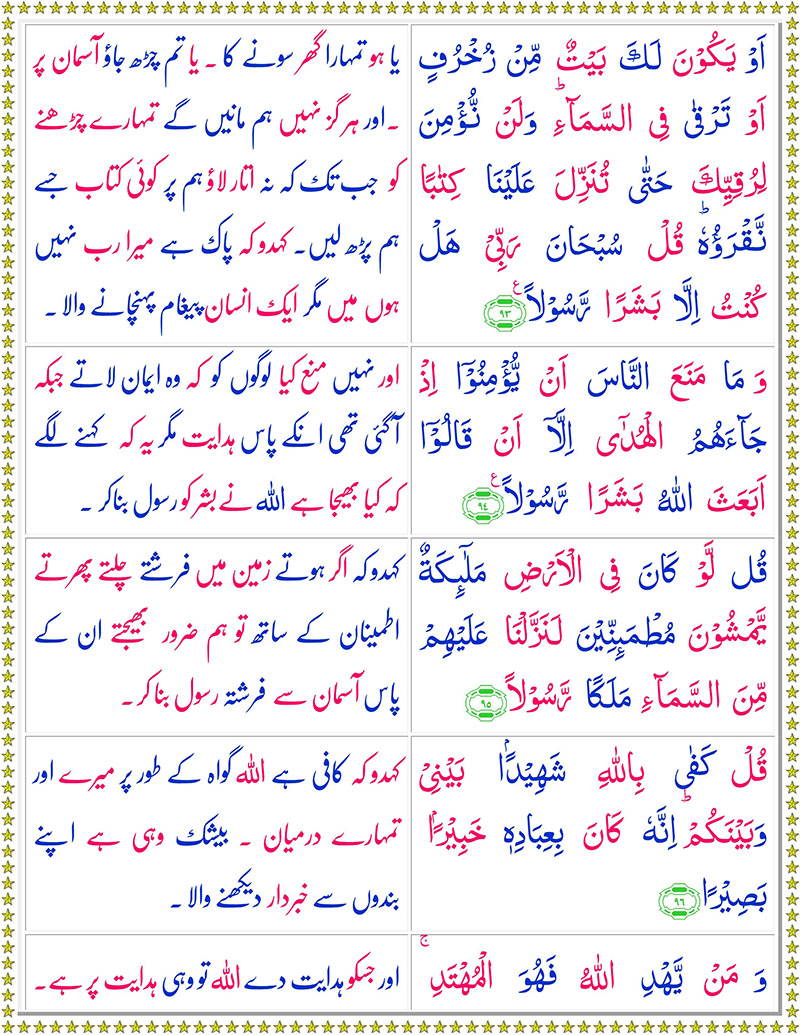 اَوْ يَكُوْنَ لَكَ بَيْتٌ مِّنْ زُخْرُفٍ
اَوْ تَرْقٰى فِى السَّمَآءِ ؕ وَلَنْ نُّؤْمِنَ
لِرُقِيِّكَ حَتّٰى تُنَزِّلَ عَلَيْنَا كِتٰبًا
نَّقْرَؤُهٗ ؕ قُلْ سُبْحَانَ رَبِّىْ هَلْ
كُنْتُ اِلَّا بَشَرًا رَّسُوْلًا ع ٩٣
یا ہو تمہارا گھر سونے کا ۔ یا تم چڑھ جاؤ آسمان پر
۔ اور ہرگز نہیں ہم مانیں گے تمہارے چڑھنے
کو جب تک کہ نہ اتار لاؤ ہم پر کوئی کتاب جسے
ہم پڑھ لیں۔ کہدو کہ پاک ہے میرا رب نہیں
ہوں میں مگر ایک انسان پیغام پہنچانے والا ۔
وَ مَا مَنَعَ النَّاسَ اَنْ يُّؤْمِنُوْۤا اِذْ
جَآءَهُمُ الْهُدٰٓى اِلَّاۤ اَنْ قَالُوْۤا
اَبَعَثَ اللّٰهُ بَشَرًا رَّسُوْلًا ع ٩٤
اور نہیں منع کیا لوگوں کو کہ وہ ایمان لاتے جبکہ
آگئی تھی انکے پاس ہدایت مگر یہ کہ کہنے لگے
کہ کیا بھیجا ہے اللہ نے بشر کو رسول بنا کر ۔
قُل لَّوْ كَانَ فِى الْاَرْضِ مَلٰٓٮِٕكَةٌ
يَّمْشُوْنَ مُطْمَٮِٕنِّيْنَ لَنَزَّلْنَا عَلَيْهِمْ
مِّنَ السَّمَآءِ مَلَكًا رَّسُوْلًا ٩٥
کہدو کہ اگر ہوتے زمین میں فرشتے چلتے پھرتے
اطمینان کے ساتھ تو ہم ضرور بھیجتے ان کے
پاس آسمان سے فرشتہ رسول بنا کر ۔
قُلْ كَفٰى بِاللّٰهِ شَهِيْدًۢا بَيْنِىْ
وَبَيْنَكُمْ ؕ اِنَّهٗ كَانَ بِعِبَادِهٖ خَبِيْرًۢا
بَصِيْرًا ٩٦
کہدو کہ کافی ہے اللہ گواہ کے طور پر میرے اور
تمہارے درمیان ۔ بیشک وہی ہے اپنے
بندوں سے خبردار دیکھنے والا ۔
وَ مَنْ يَّهْدِ اللّٰهُ فَهُوَ الْمُهْتَدِ ۚ
اور جسکو ہدایت دے اللہ تو وہی ہدایت پر ہے۔